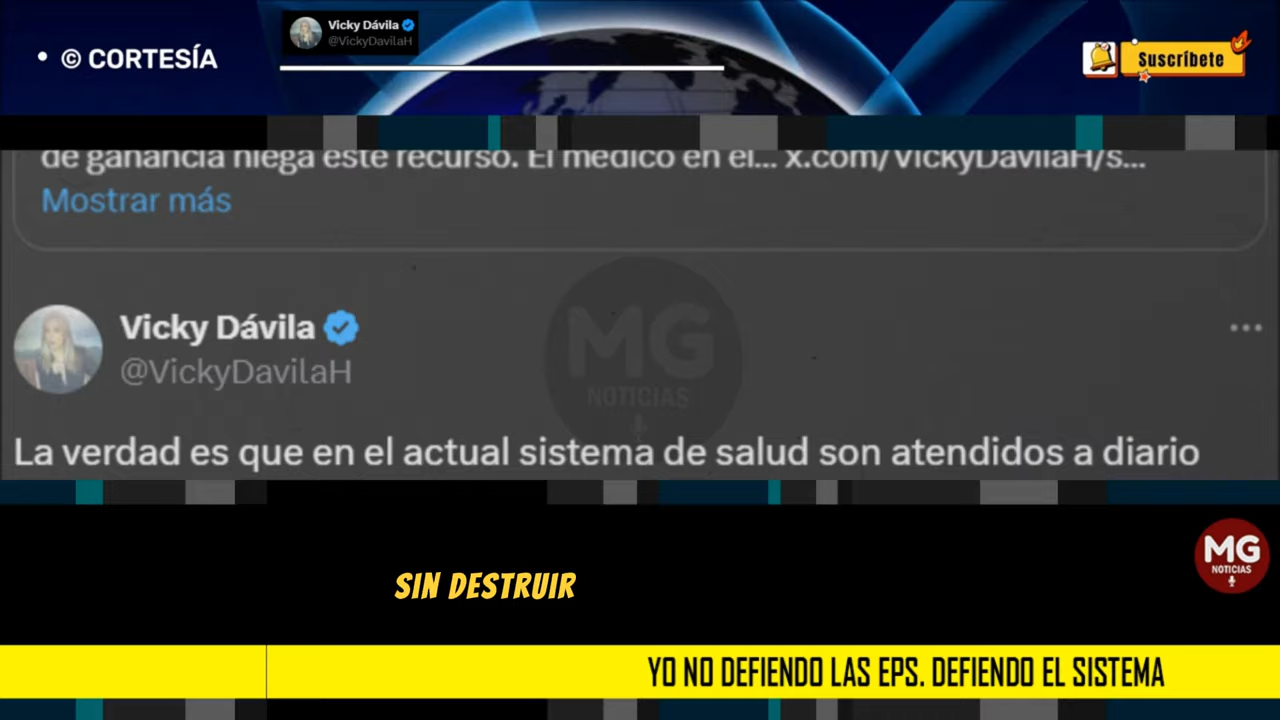 • © CORTESÍA
Vicky Dávila
@VickyDavilaH
Suscríbete
de ganancia niega este recurso. El médico en el... x.com/VickyDavilaH/s...
Mostrar más
Vicky Dávila
@VickyDavilaH
MG
NOTICIAS
La verdad es que en el actual sistema de salud son atendidos a diario
MG
NOTICIAS
SIN DESTRUIR
YO NO DEFIENDO LAS EPS. DEFIENDO EL SISTEMA